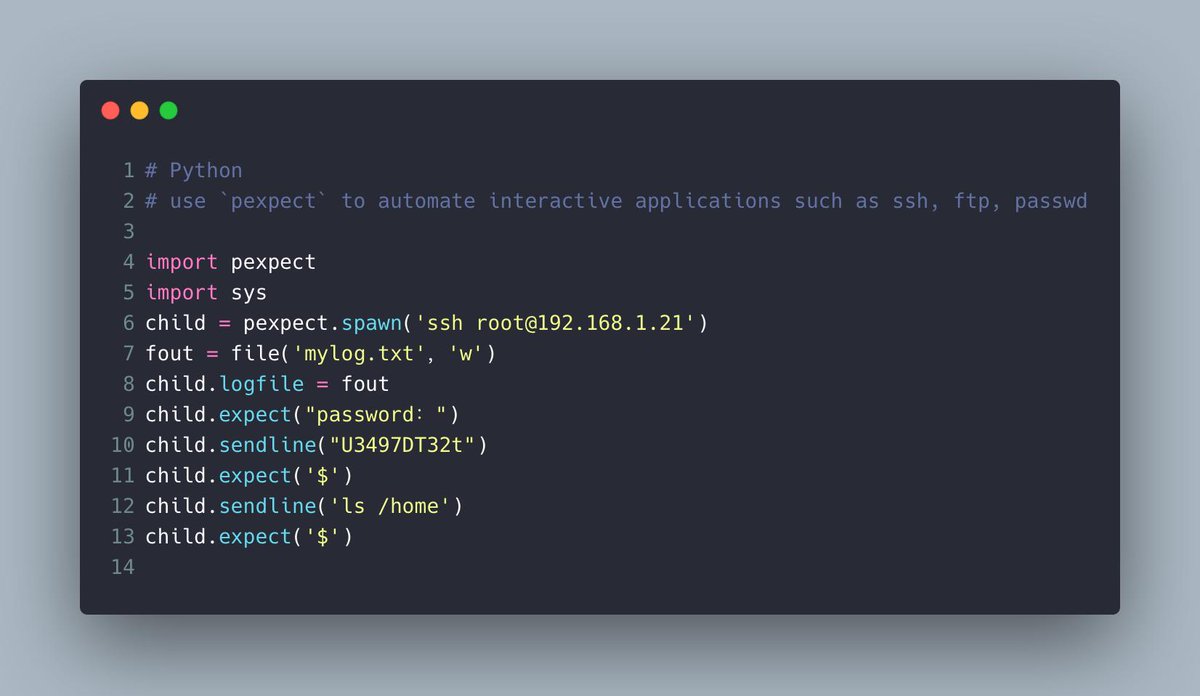 1 # Python
2 # use `pexpect` to automate interactive applications such as ssh, ftp, passwd
3
4 import pexpect
5 import sys
6 child = pexpect.spawn('ssh root@192.168.1.21')
7 fout = file('mylog.txt', 'w')
8 child.logfile = fout
9 child.expect("password: ")
10 child.sendline("U3497DT32t")
11 child.expect('$')
12 child.sendline('ls /home')
13 child.expect('$')
14